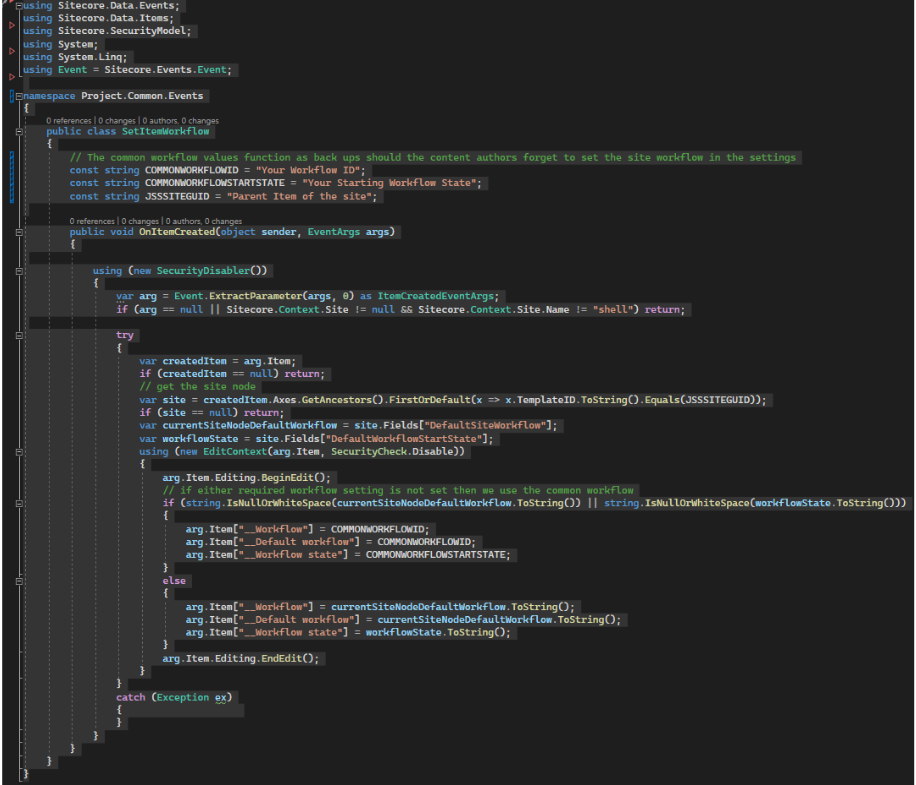 using Sitecore.Data.Events;
using Sitecore.Data.Items;
using Sitecore.SecurityModel;
using System;
using System.Linq;
using Event = Sitecore.Events.Event;
namespace Project.Common.Events
{
0 references | 0 changes | 0 authors, 0 changes
public class SetItemWorkflow
{
// The common workflow values function as back ups should the content authors forget to set the site workflow in the settings
const string COMMONWORKFLOWID = "Your Workflow ID";
const string COMMONWORKFLOWSTARTSTATE = "Your Starting Workflow State";
const string JSSSITEGUID = "Parent Item of the site";
0 references | 0 changes | 0 authors, 0 changes
public void OnItemCreated(object sender, EventArgs args)
{
using (new SecurityDisabler())
{
var arg = Event.ExtractParameter(args, 0) as ItemCreatedEventArgs;
if (arg == null || Sitecore.Context.Site != null && Sitecore.Context.Site.Name != "shell") return;
try
{
var createdItem = arg.Item;
if (createdItem == null) return;
// get the site node
var site = createdItem.Axes.GetAncestors().FirstOrDefault(x => x.TemplateID.ToString().Equals(JSSSITEGUID));
if (site == null) return;
var currentSiteNodeDefaultWorkflow = site.Fields["DefaultSiteWorkflow"];
var workflowState = site.Fields["DefaultWorkflowStartState"];
using (new EditContext(arg.Item, SecurityCheck.Disable))
{
arg.Item.Editing.BeginEdit();
// if either required workflow setting is not set then we use the common workflow
if (string.IsNullOrWhiteSpace(currentSiteNodeDefaultWorkflow.ToString()) || string.IsNullOrWhiteSpace(workflowState.ToString()))
{
arg.Item["__Workflow"] = COMMONWORKFLOWID;
arg.Item["__Default workflow"] = COMMONWORKFLOWID;
arg.Item["__Workflow state"] = COMMONWORKFLOWSTARTSTATE;
}
else
{
arg.Item["__Workflow"] = currentSiteNodeDefaultWorkflow.ToString();
arg.Item["__Default workflow"] = currentSiteNodeDefaultWorkflow.ToString();
arg.Item["__Workflow state"] = workflowState.ToString();
}
arg.Item.Editing.EndEdit();
}
}
catch (Exception ex)
{
}
}
}
}
}